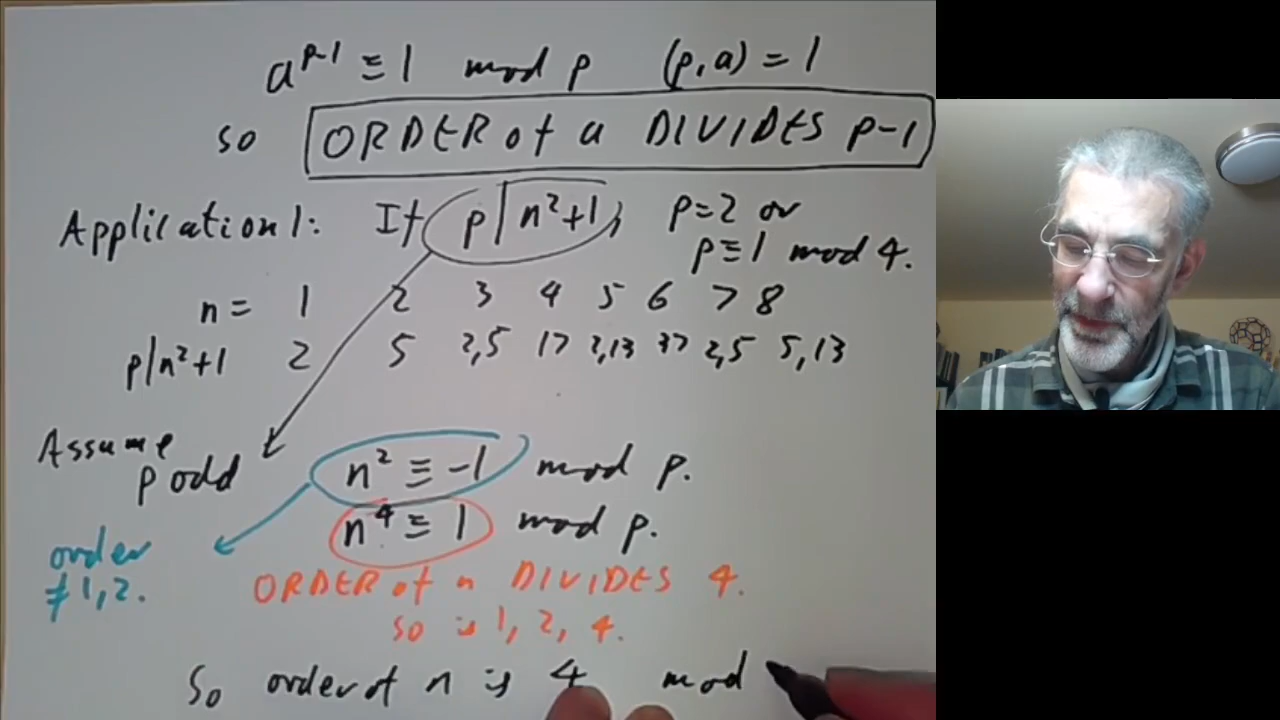 a^{p-1} ≡ 1 mod p (p, a) = 1
so ORDER of a DIVIDES p-1
Application 1: If p | n²+1, p=2 or
p≡1 mod 4.
n = 1 2 3 4 5 6 7 8
p|n²+1 2 5 2,5 17 2,13 37 2,5 5,13
Assume
p odd
n² ≡ -1 mod p.
n⁴ ≡ 1 mod p.
order
≠ 1, 2.
ORDER of n DIVIDES 4.
so is 1, 2, 4.
So order of n is 4 mod